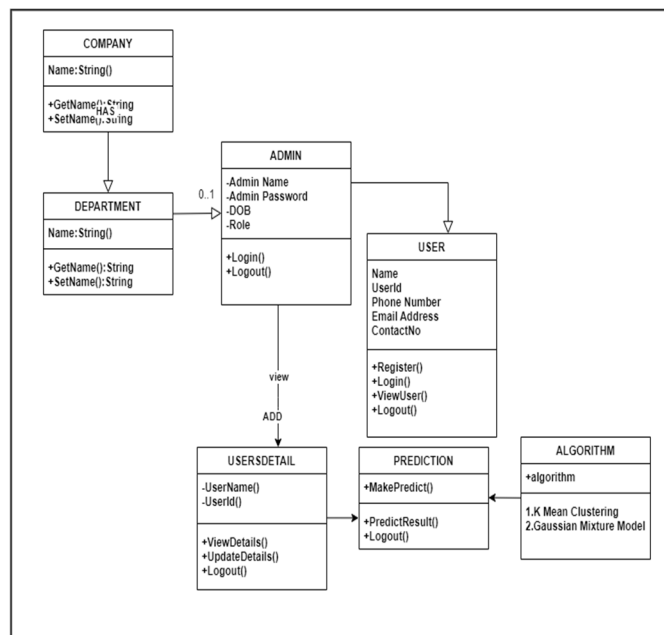 COMPANY
Name:String()
+GetName():String
HAS
+SetName():String
DEPARTMENT
Name:String()
+GetName():String
+SetName():String
0..1
ADMIN
-Admin Name
-Admin Password
-DOB
-Role
+Login()
+Logout()
USER
Name
UserId
Phone Number
Email Address
ContactNo
+Register()
+Login()
+ViewUser()
+Logout()
view
ADD
USERSDETAIL
-UserName()
-UserId()
+ViewDetails()
+UpdateDetails()
+Logout()
PREDICTION
+MakePredict()
+PredictResult()
+Logout()
ALGORITHM
+algorithm
1.K Mean Clustering
2.Gaussian Mixture Model